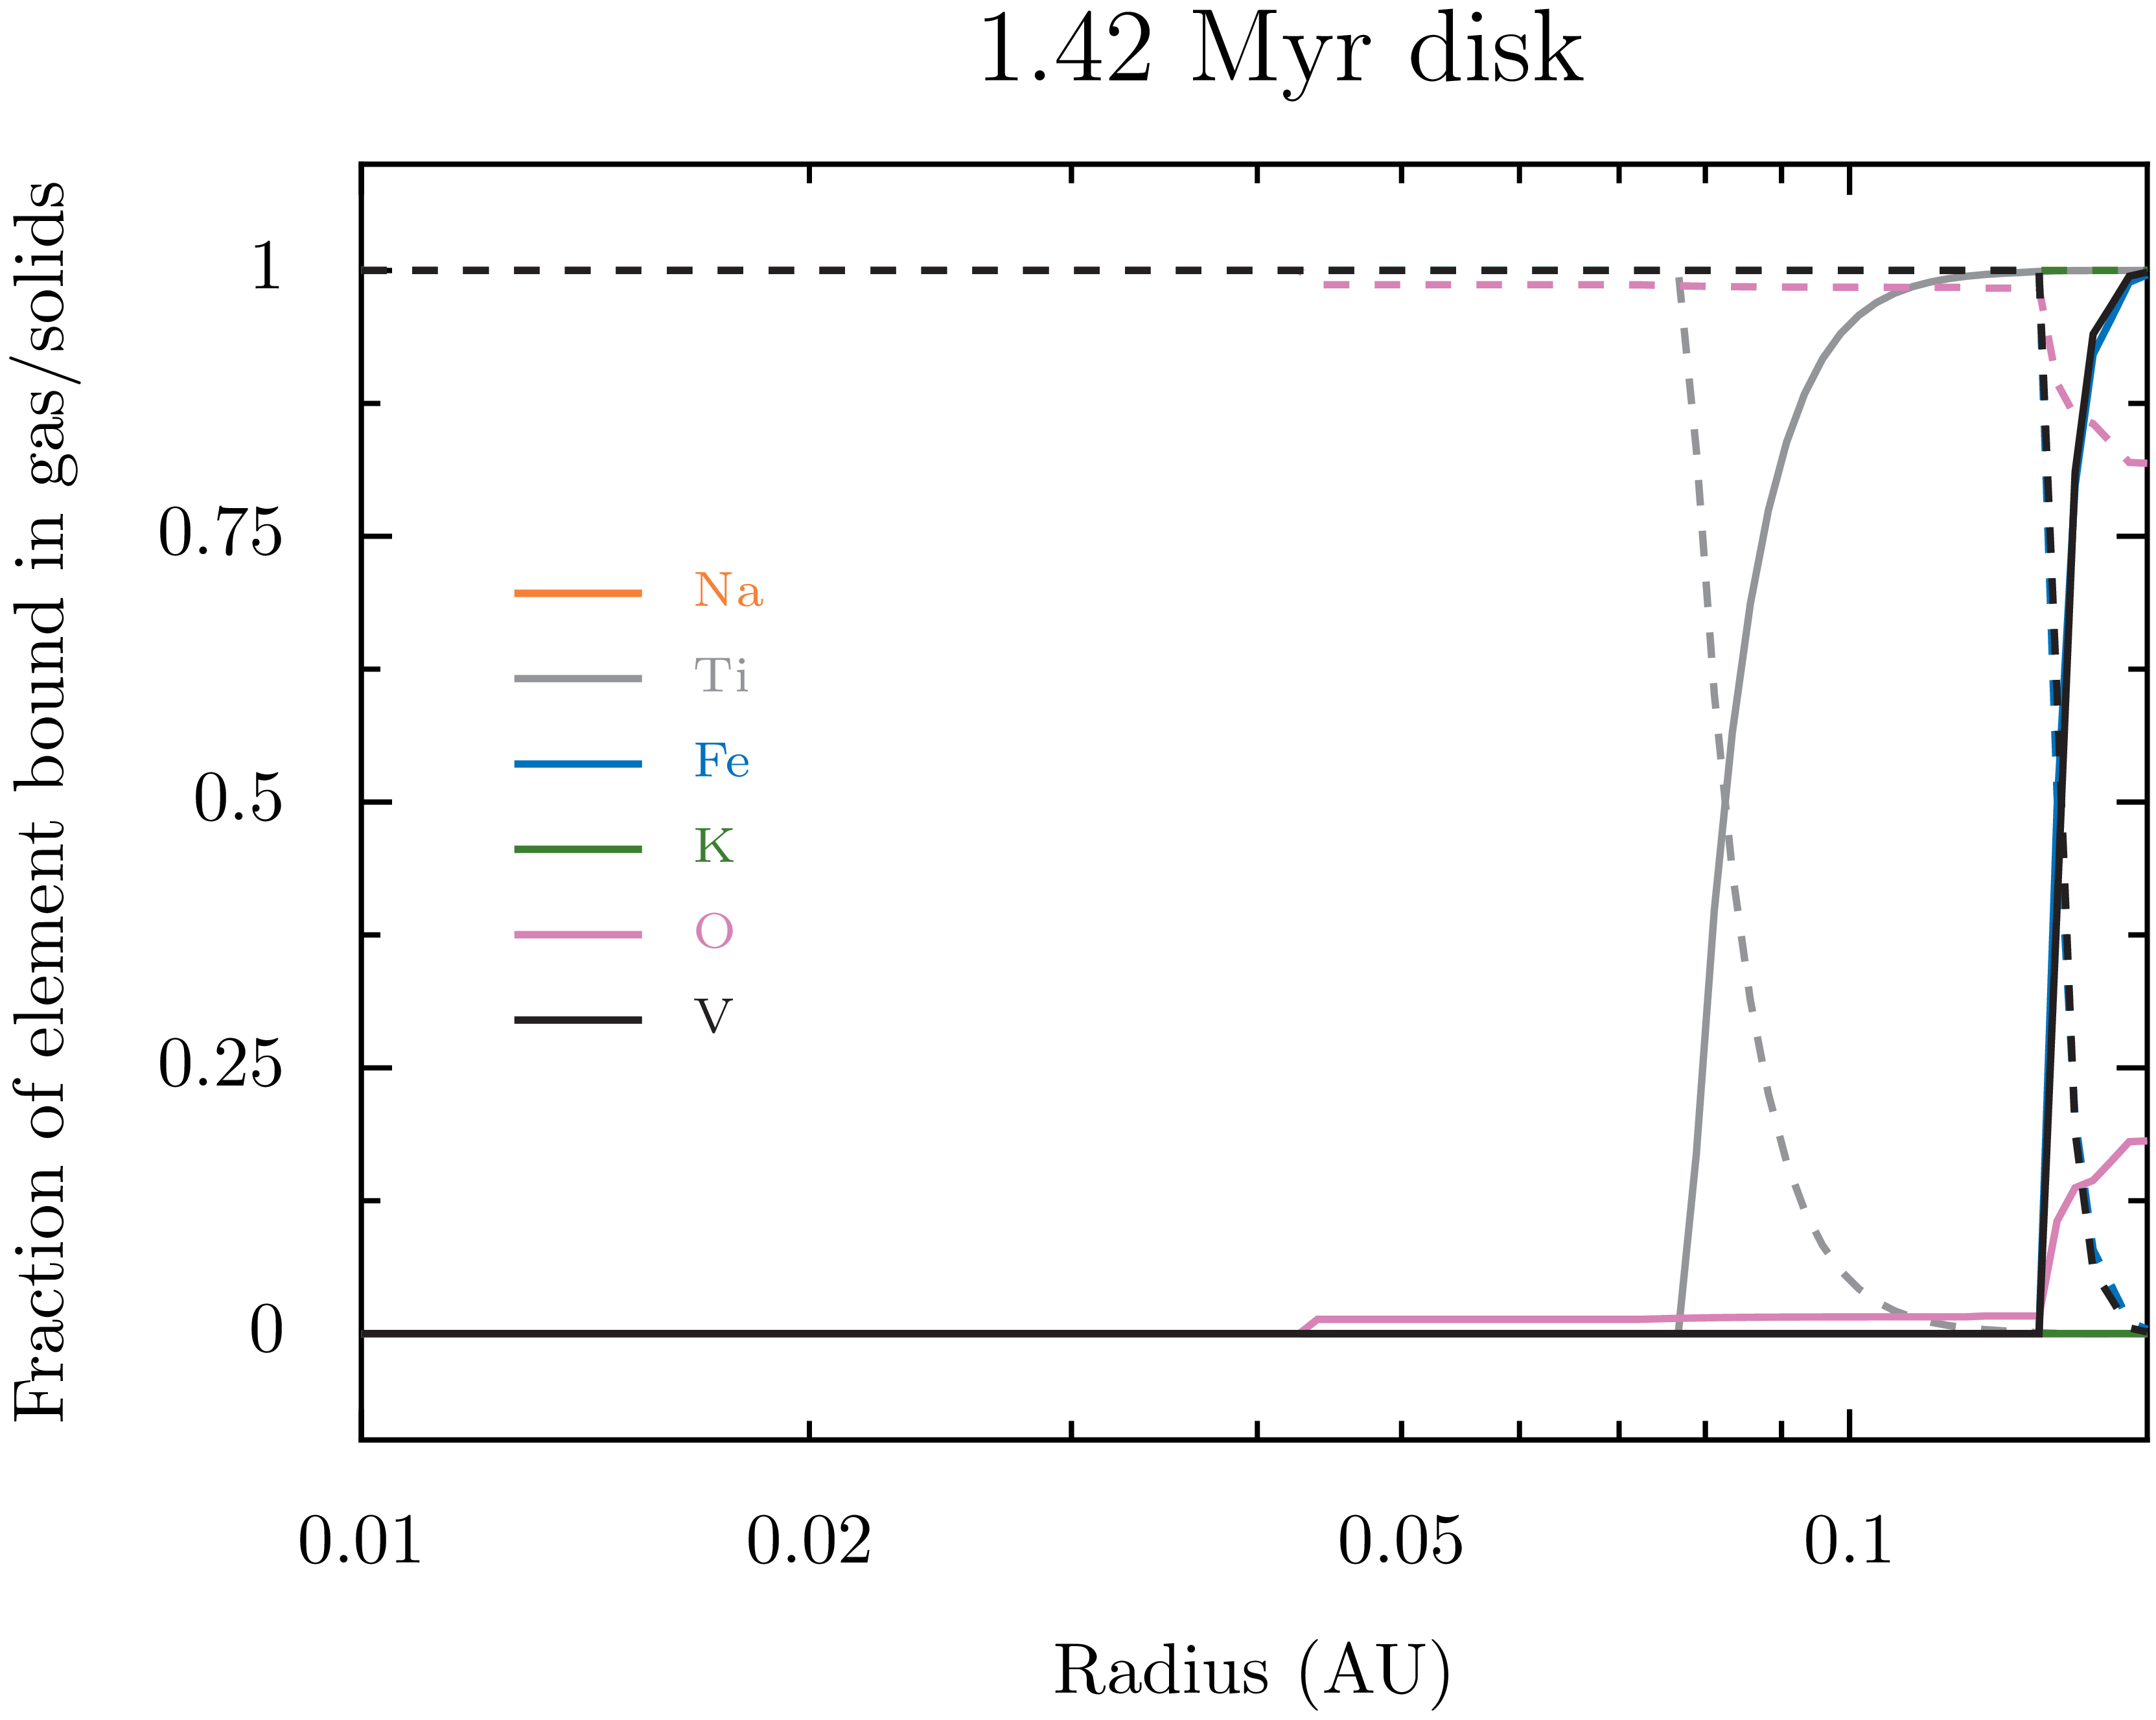 1.42 Myr disk
Fraction of element bound in gas/solids
1
0.75
0.5
0.25
0
Na
Ti
Fe
K
O
V
0.01 0.02 0.05 0.1
Radius (AU)